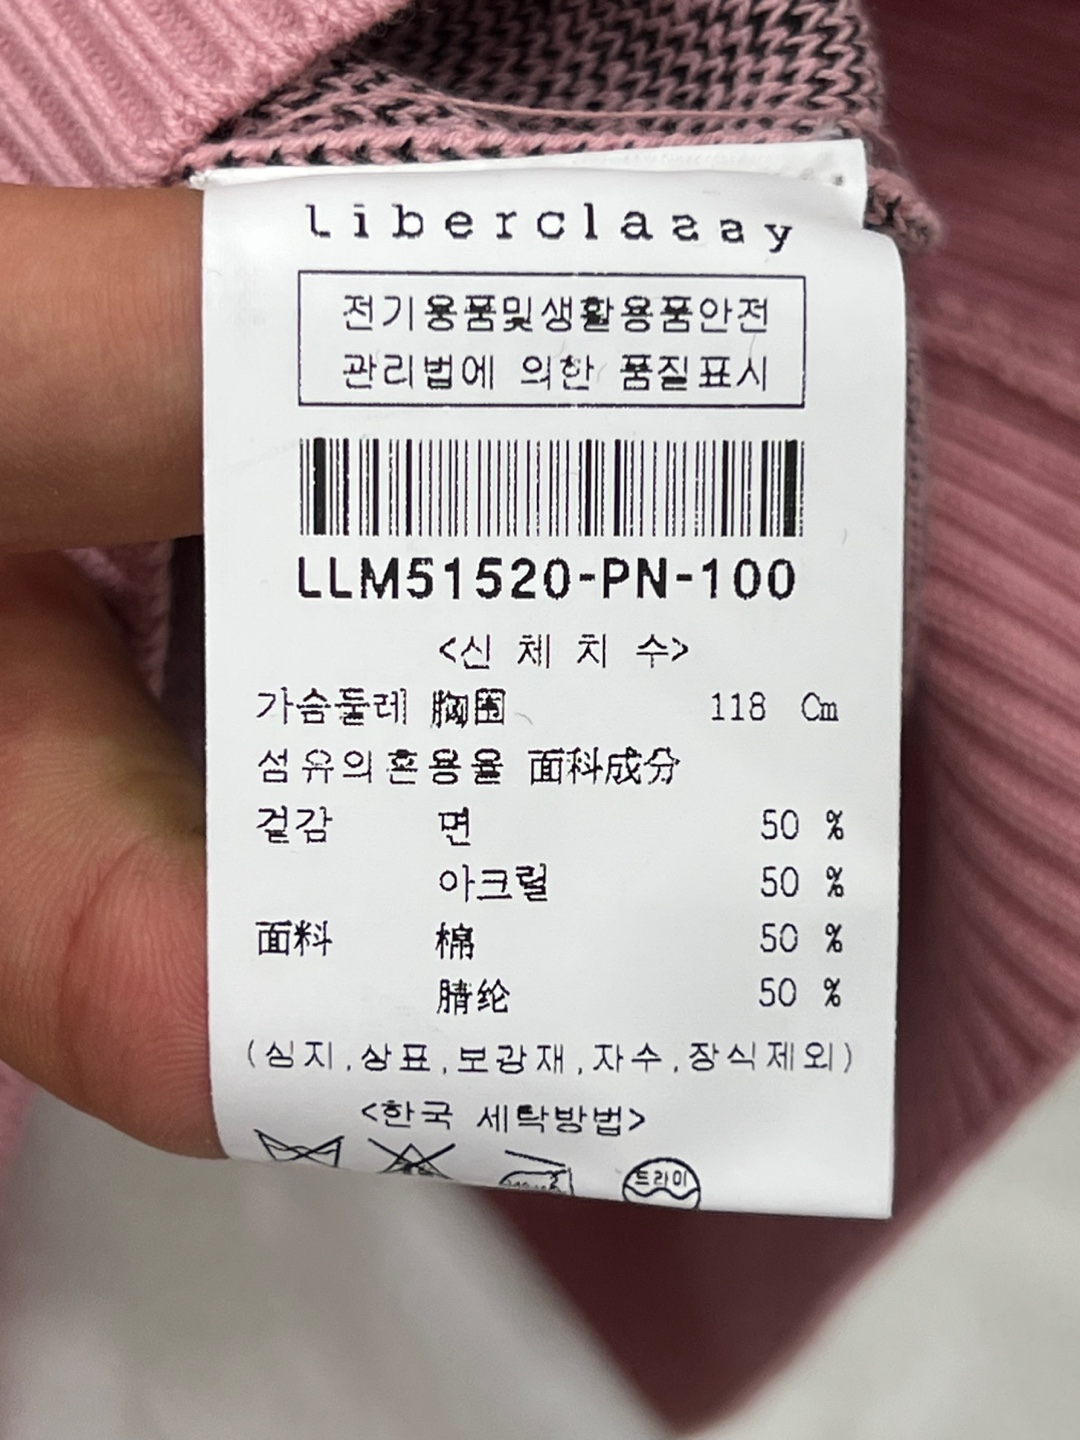 liberclassy
전기용품및생활용품안전
관리법에 의한 품질표시
LLM51520-PN-100
<신 체 치 수>
가슴둘레 胸围 118 Cm
섬유의혼용율 面料成分
겉감 면 50 %
아크릴 50 %
面料 棉 50 %
腈纶 50 %
(심지,상표,보강재,자수,장식제외)
<한국 세탁방법>
드라이